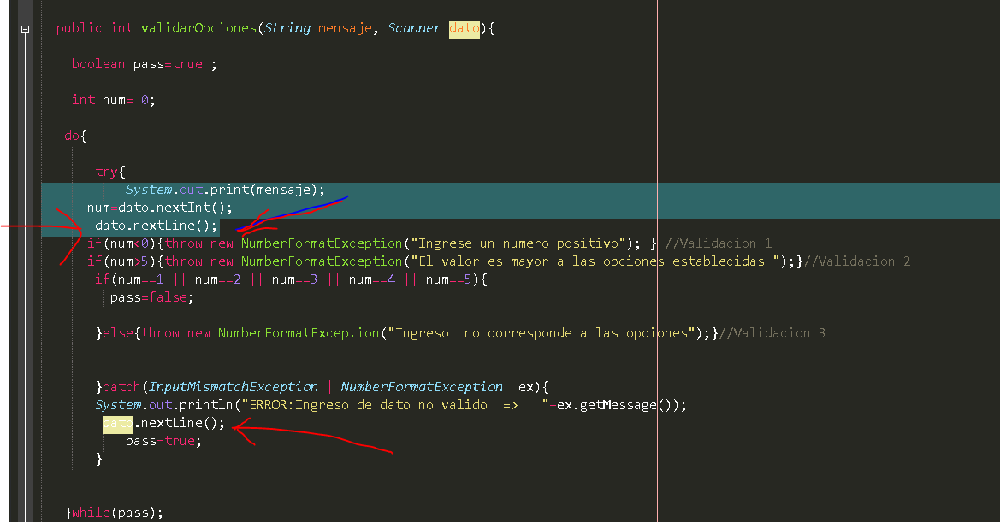 public int validarOpciones(String mensaje, Scanner dato){
boolean pass=true ;
int num= 0;
do{
try{
System.out.print(mensaje);
num=dato.nextInt();
dato.nextLine();
if(num<0){throw new NumberFormatException("Ingrese un numero positivo"); } //Validacion 1
if(num>5){throw new NumberFormatException("El valor es mayor a las opciones establecidas ");}//Validacion 2
if(num==1 || num==2 || num==3 || num==4 || num==5){
pass=false;
}else{throw new NumberFormatException("Ingreso  no corresponde a las opciones");}//Validacion 3
}catch(InputMismatchException | NumberFormatException  ex){
System.out.println("ERROR:Ingreso de dato no valido  =>   "+ex.getMessage());
dato.nextLine();
pass=true;
}
}while(pass);